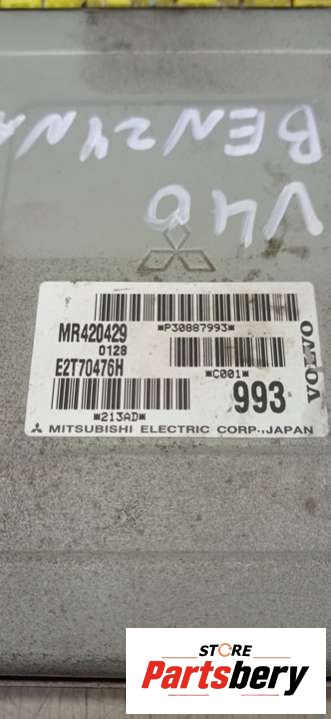 BENZYNA
V40
MR420429
0128
E2T70476H
*P30887993*
*C001*
993
*213AD*
VOLVO
MITSUBISHI ELECTRIC CORP.,JAPAN
STORE
Partsbery